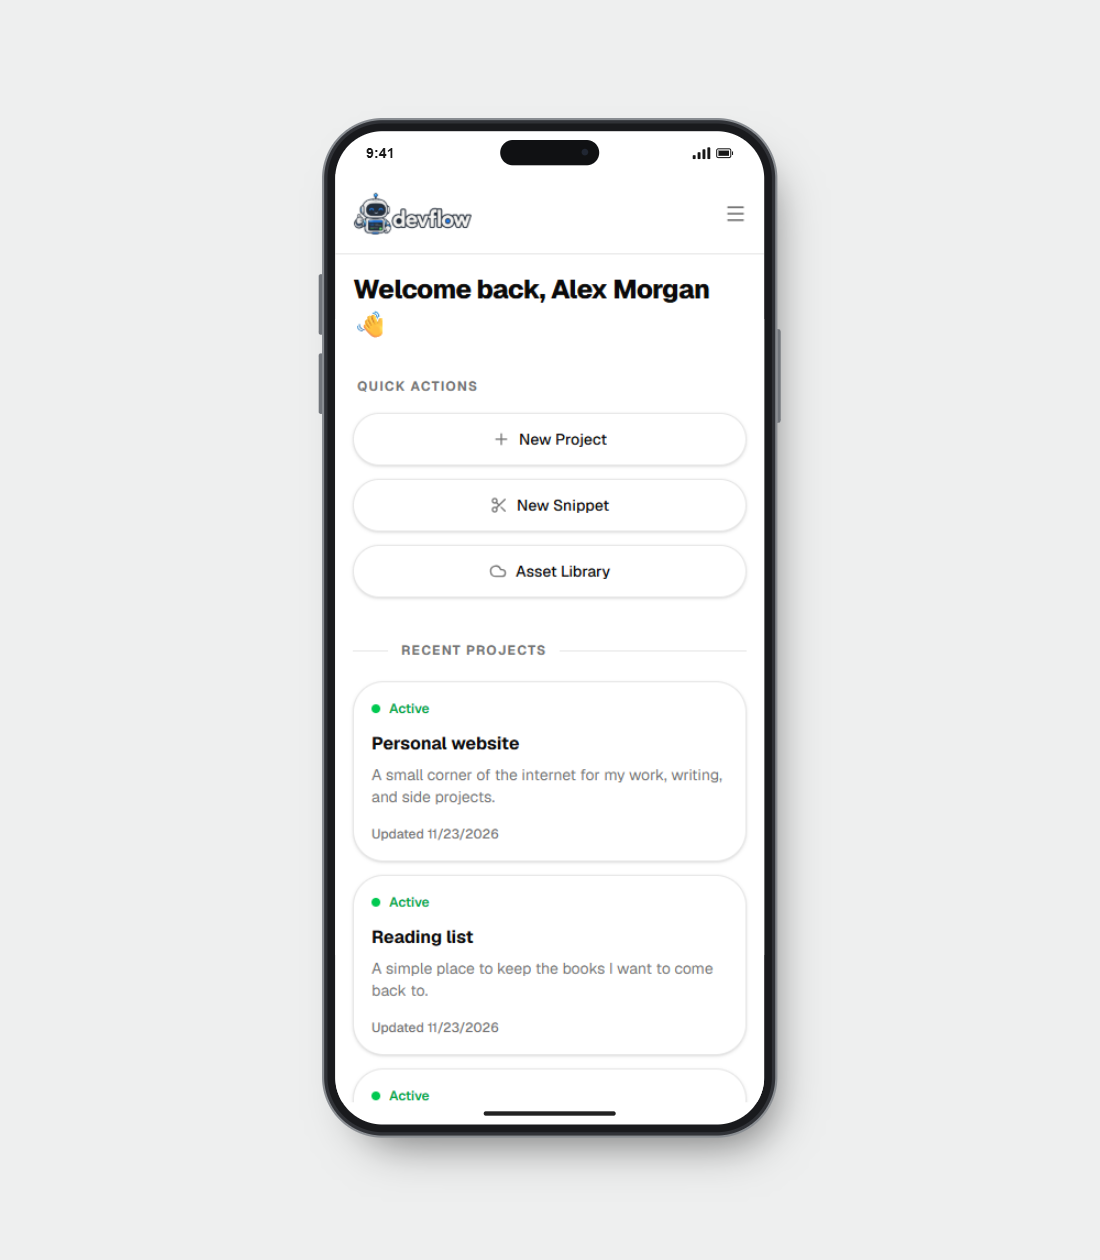 9:41
devflow
Welcome back, Alex Morgan
👋
QUICK ACTIONS
New Project
New Snippet
Asset Library
RECENT PROJECTS
Active
Personal website
A small corner of the internet for my work, writing,
and side projects.
Updated 11/23/2026
Active
Reading list
A simple place to keep the books I want to come
back to.
Updated 11/23/2026
Active